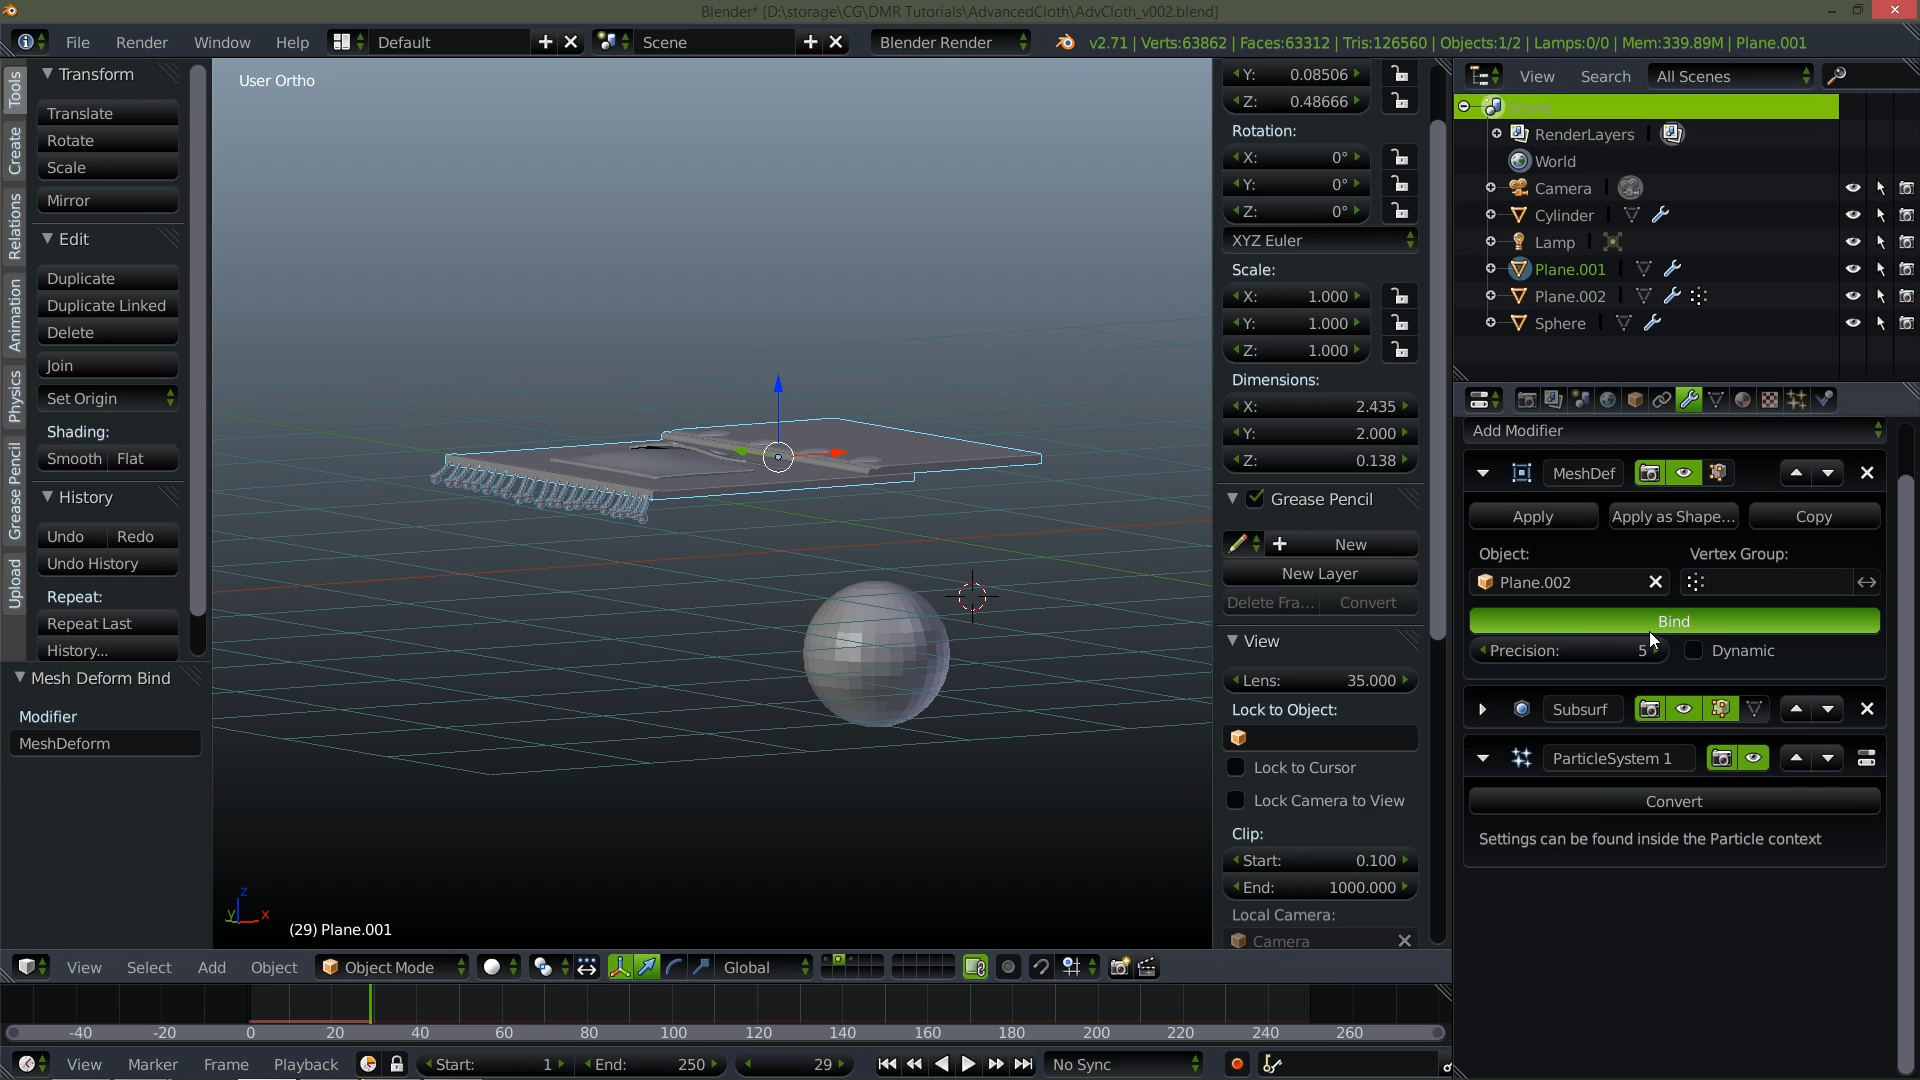 Blender* [D:\storage\CG\DMR Tutorials\AdvancedCloth\AdvCloth_v002.blend]
File Render Window Help Default Scene Blender Render v2.71 | Verts:63862 | Faces:63312 | Tris:126560 | Objects:1/2 | Lamps:0/0 | Mem:339.89M | Plane.001
Tools
Create
Relations
Animation
Physics
Grease Pencil
Upload
Transform
Translate
Rotate
Scale
Mirror
Edit
Duplicate
Duplicate Linked
Delete
Join
Set Origin
Shading:
Smooth Flat
History
Undo Redo
Undo History
Repeat:
Repeat Last
History...
Mesh Deform Bind
Modifier
MeshDeform
User Ortho
z
y x
(29) Plane.001
Y: 0.08506
Z: 0.48666
Rotation:
X: 0°
Y: 0°
Z: 0°
XYZ Euler
Scale:
X: 1.000
Y: 1.000
Z: 1.000
Dimensions:
X: 2.435
Y: 2.000
Z: 0.138
Grease Pencil
New
New Layer
Delete Fra... Convert
View
Lens: 35.000
Lock to Object:
Lock to Cursor
Lock Camera to View
Clip:
Start: 0.100
End: 1000.000
Local Camera:
Camera
View Search All Scenes
RenderLayers
World
Camera
Cylinder
Lamp
Plane.001
Plane.002
Sphere
Add Modifier
MeshDef
Apply Apply as Shape... Copy
Object: Vertex Group:
Plane.002
Bind
Precision: 5 Dynamic
Subsurf
ParticleSystem 1
Convert
Settings can be found inside the Particle context
View Select Add Object Object Mode Global
-40 -20 0 20 40 60 80 100 120 140 160 180 200 220 240 260
View Marker Frame Playback Start: 1 End: 250 29 No Sync